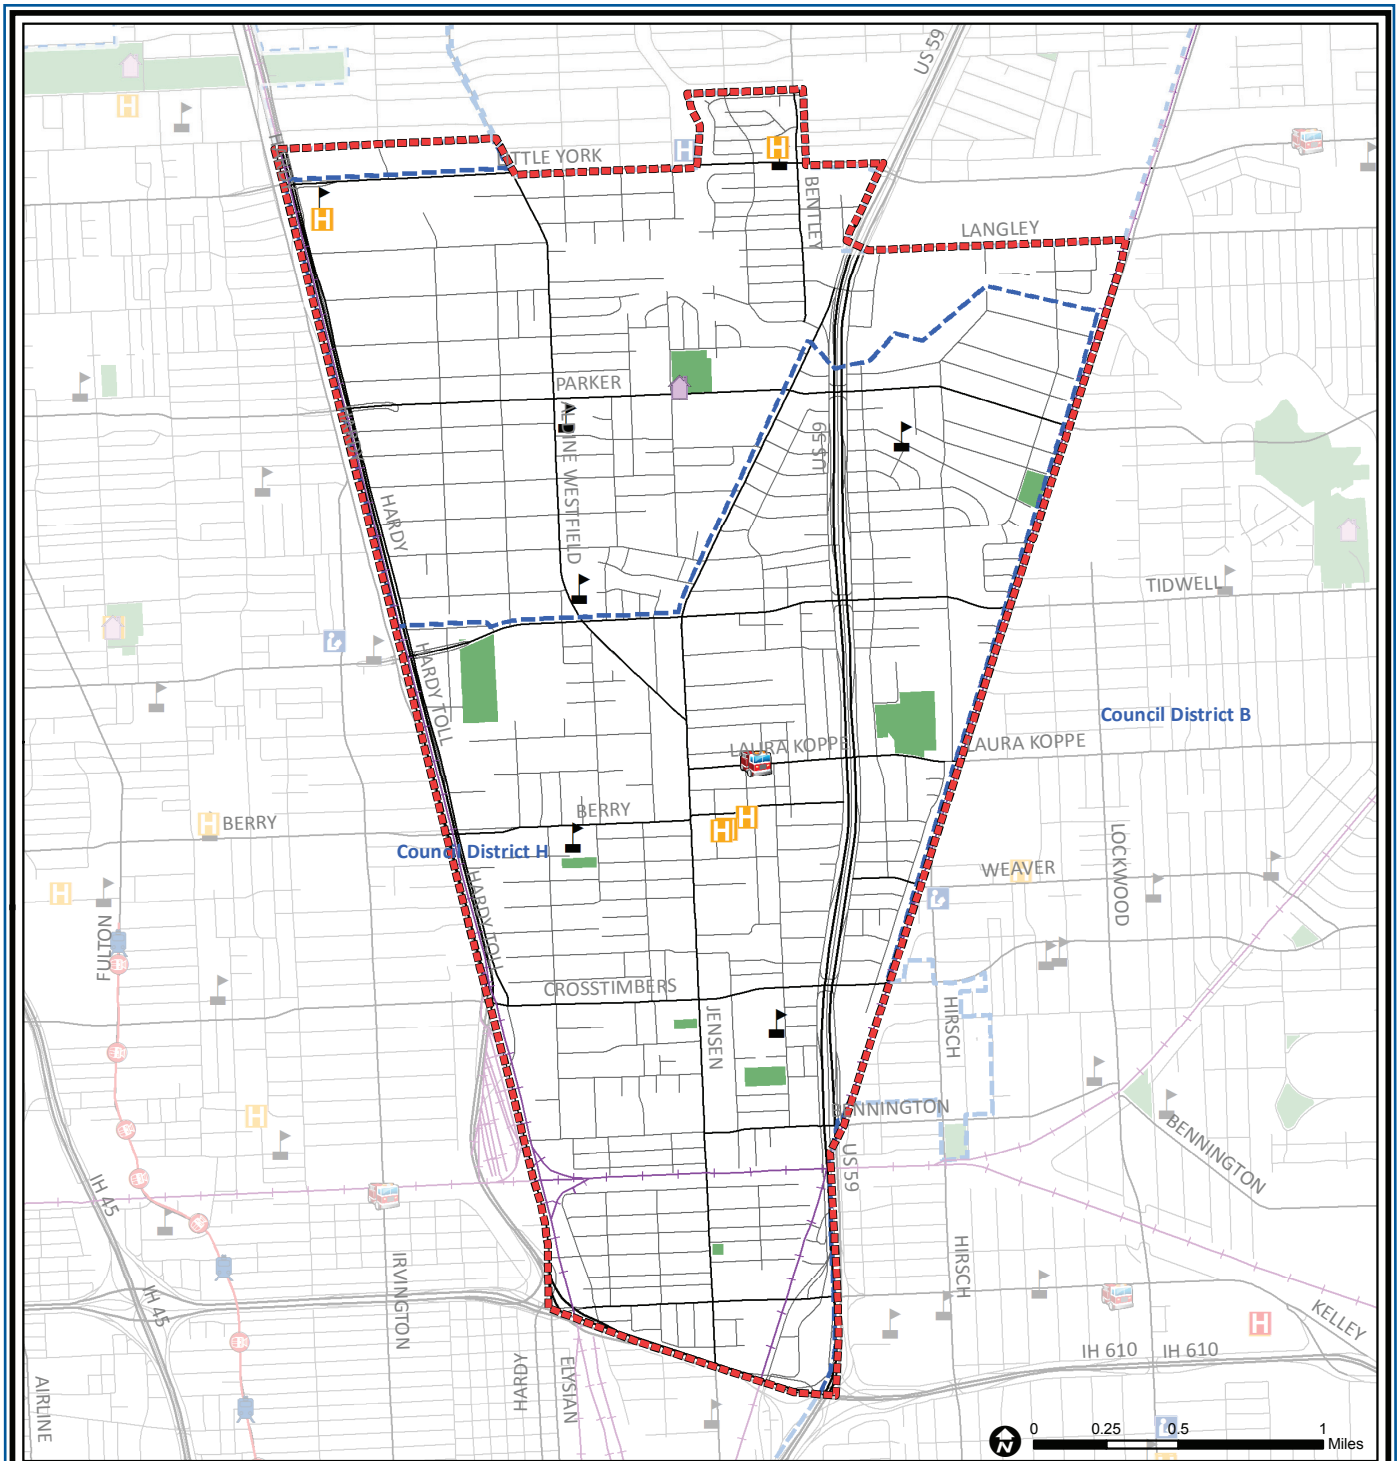 US 59
TTLE YORK
BENTLEY
LANGLEY
PARKER
ALDINE WESTFIELD
US 59
HARDY
TIDWELL
HARDY TOLL
Council District B
LAURA KOPPE
LAURA KOPPE
BERRY
BERRY
Council District H
LOCKWOOD
WEAVER
HARDY TOLL
FULTON
CROSSTIMBERS
JENSEN
HIRSCH
BENNINGTON
BENNINGTON
US 59
IH 45
IH 45
IRVINGTON
HIRSCH
KELLEY
IH 610
IH 610
HARDY
ELYSIAN
AIRLINE
N
0 0.25 0.5 1
Miles